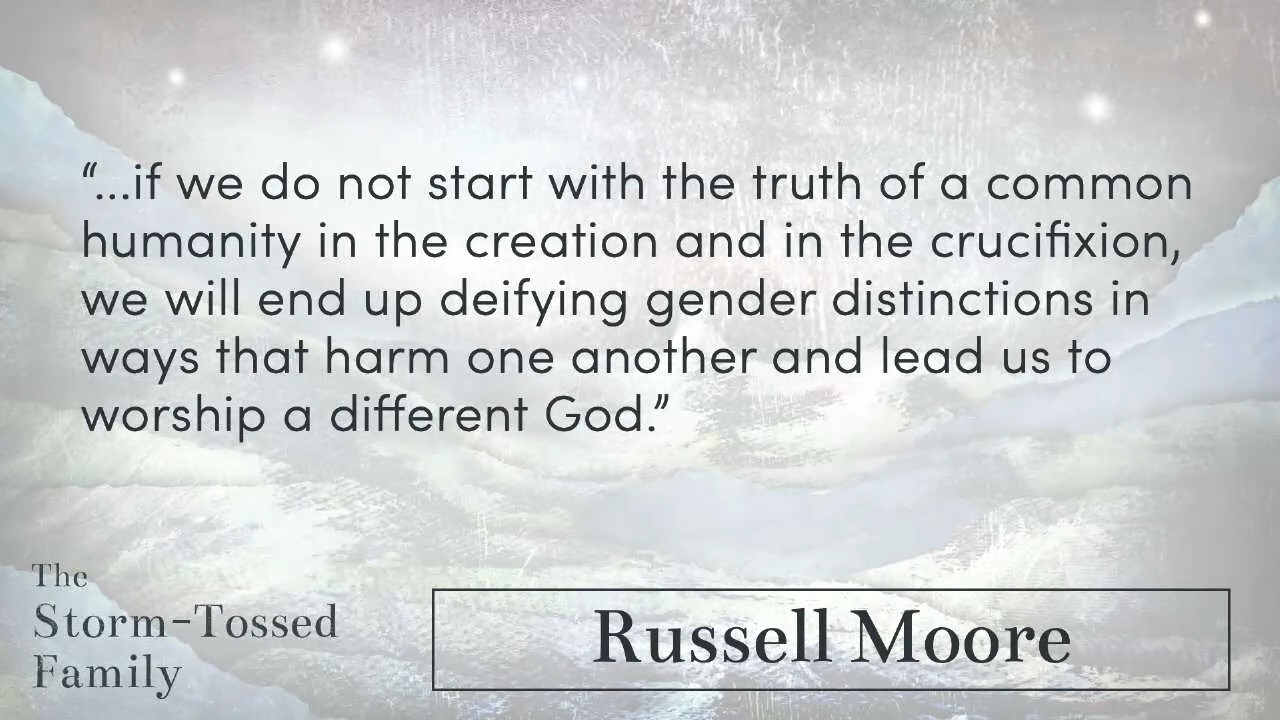 “...if we do not start with the truth of a common
humanity in the creation and in the crucifixion,
we will end up deifying gender distinctions in
ways that harm one another and lead us to
worship a different God.”
The
Storm-Tossed
Family
Russell Moore